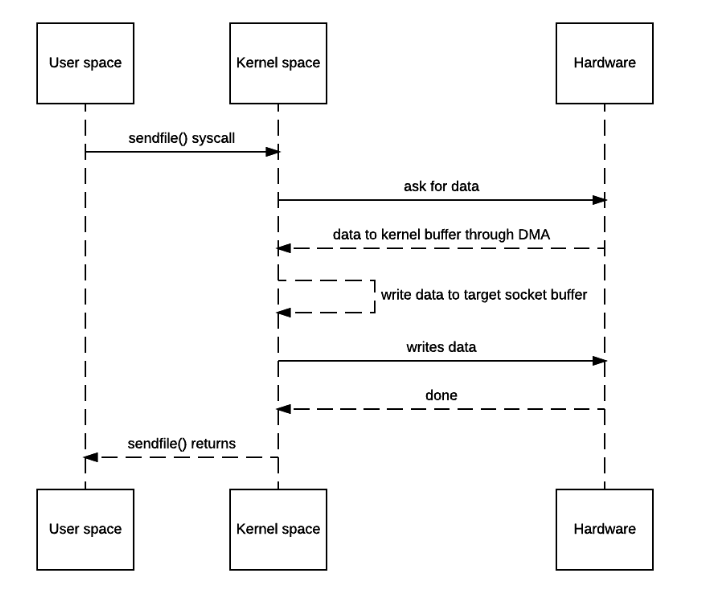 User space
Kernel space
Hardware
sendfile() syscall
ask for data
data to kernel buffer through DMA
write data to target socket buffer
writes data
done
sendfile() returns
User space
Kernel space
Hardware